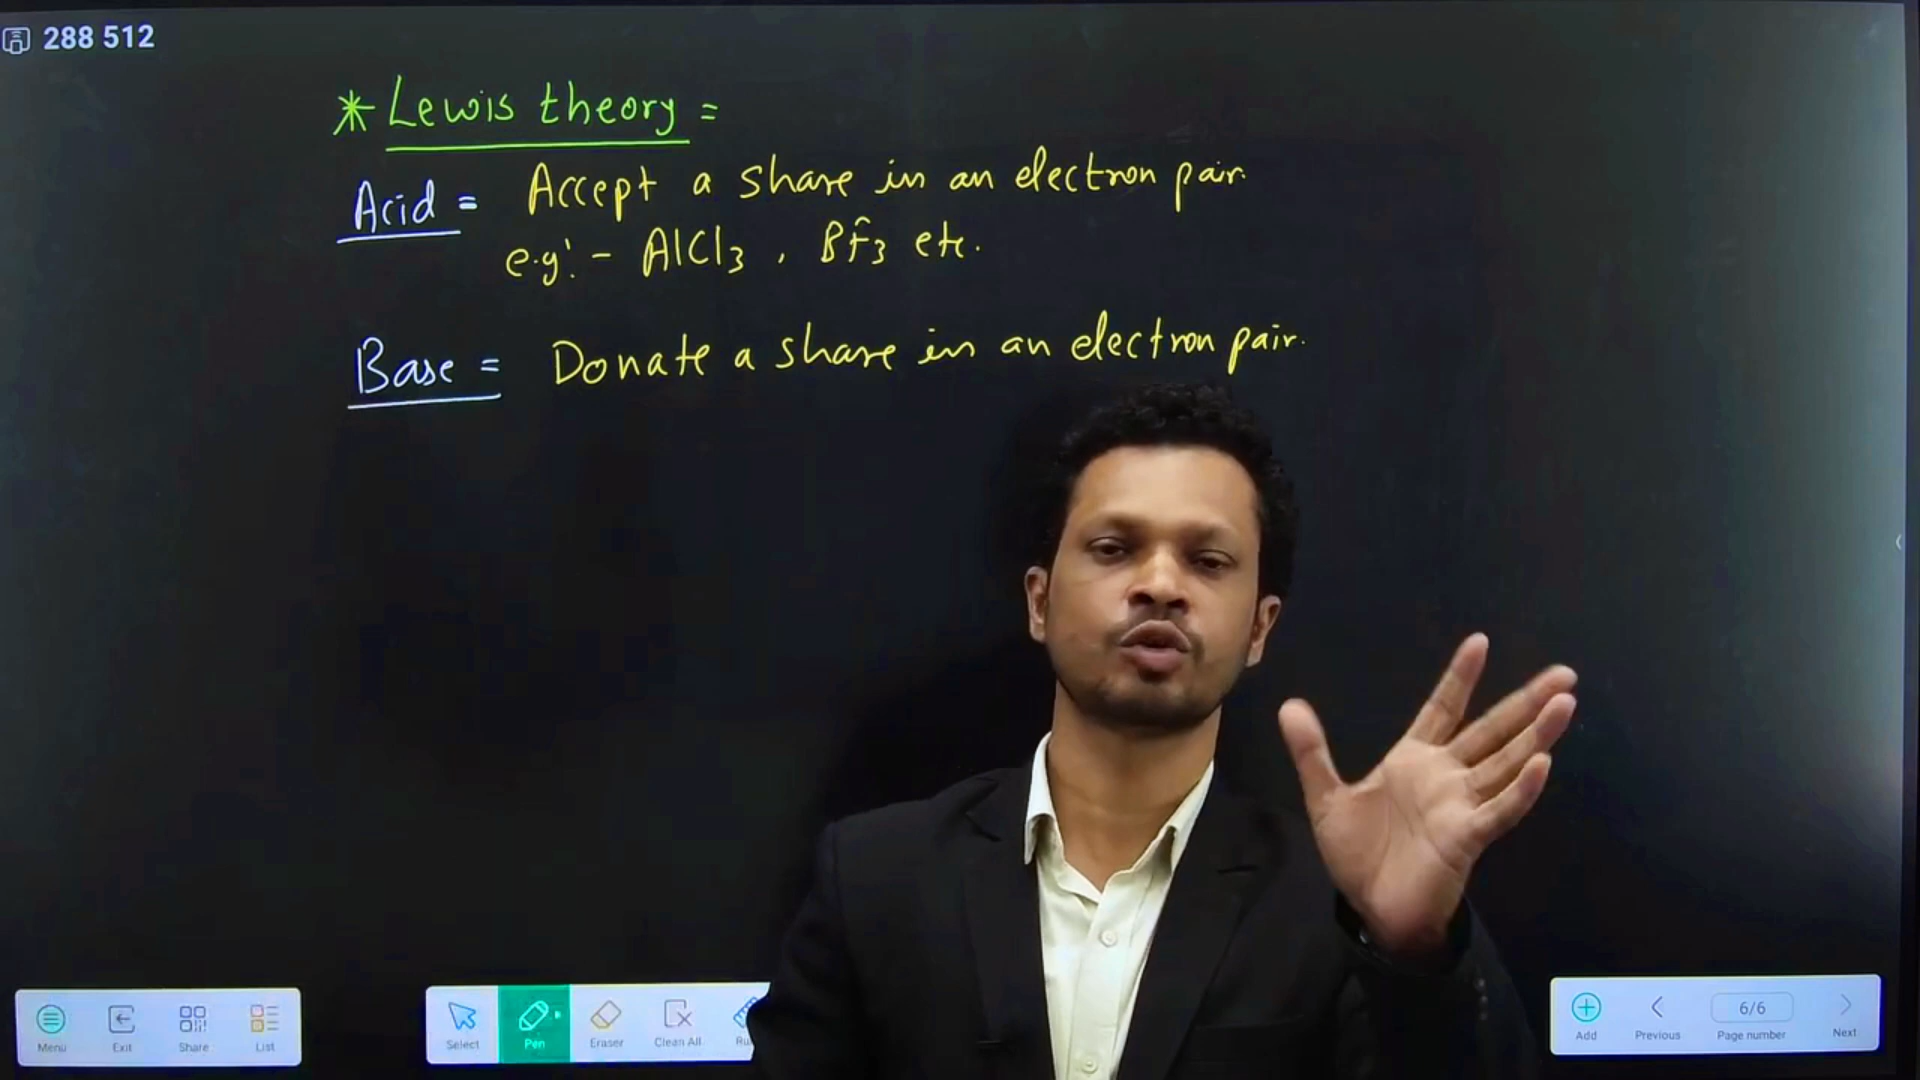 288 512
* Lewis theory =
Acid = Accept a share in an electron pair.
e.g:- AlCl3, BF3 etc.
Base = Donate a share in an electron pair.
Menu Exit Share List
Select Pen Eraser Clean All
Add Previous 6/6 Page number Next